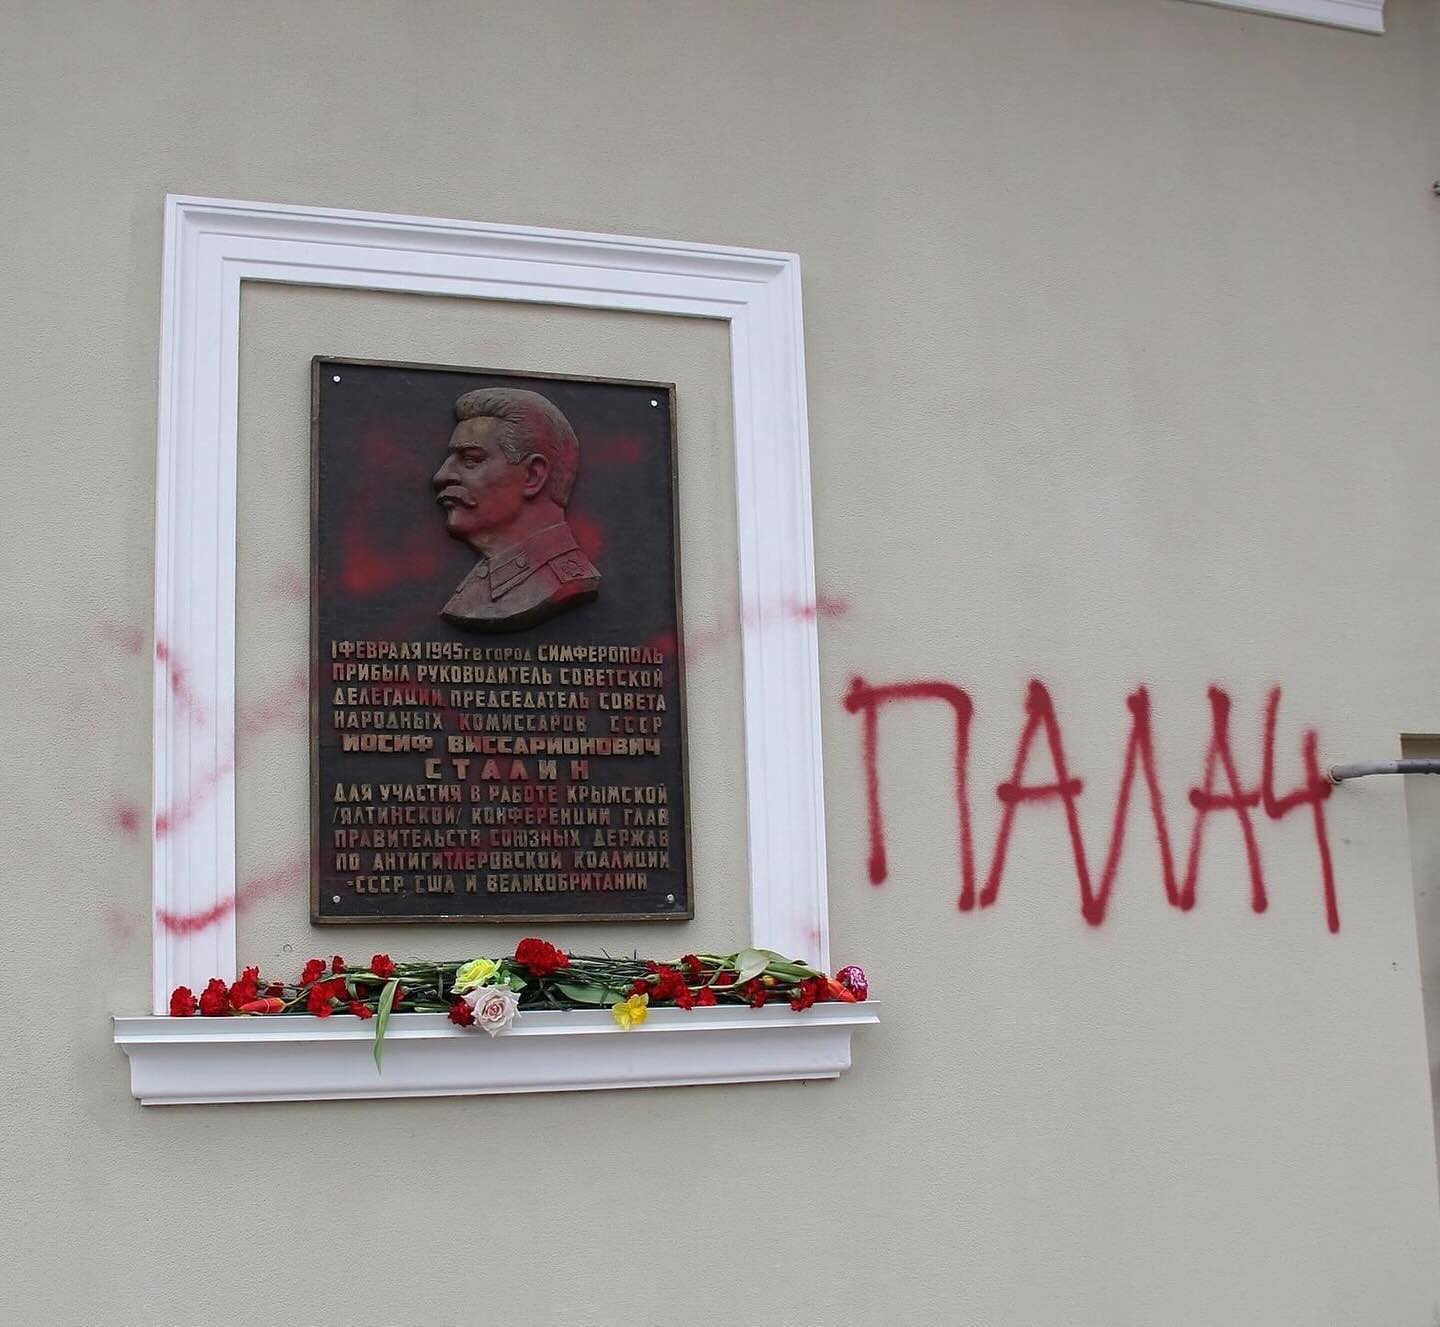 1 ФЕВРАЛЯ 1945 г В ГОРОД СИМФЕРОПОЛЬ
ПРИБЫЛ РУКОВОДИТЕЛЬ СОВЕТСКОЙ
ДЕЛЕГАЦИИ ПРЕДСЕДАТЕЛЬ СОВЕТА
НАРОДНЫХ КОМИССАРОВ СССР
ИОСИФ ВИССАРИОНОВИЧ
СТАЛИН
ДЛЯ УЧАСТИЯ В РАБОТЕ КРЫМСКОЙ
/ЯЛТИНСКОЙ/ КОНФЕРЕНЦИИ ГЛАВ
ПРАВИТЕЛЬСТВ СОЮЗНЫХ ДЕРЖАВ
ПО АНТИГИТЛЕРОВСКОЙ КОАЛИЦИИ
-СССР, США И ВЕЛИКОБРИТАНИИ
ПАЛАЧ